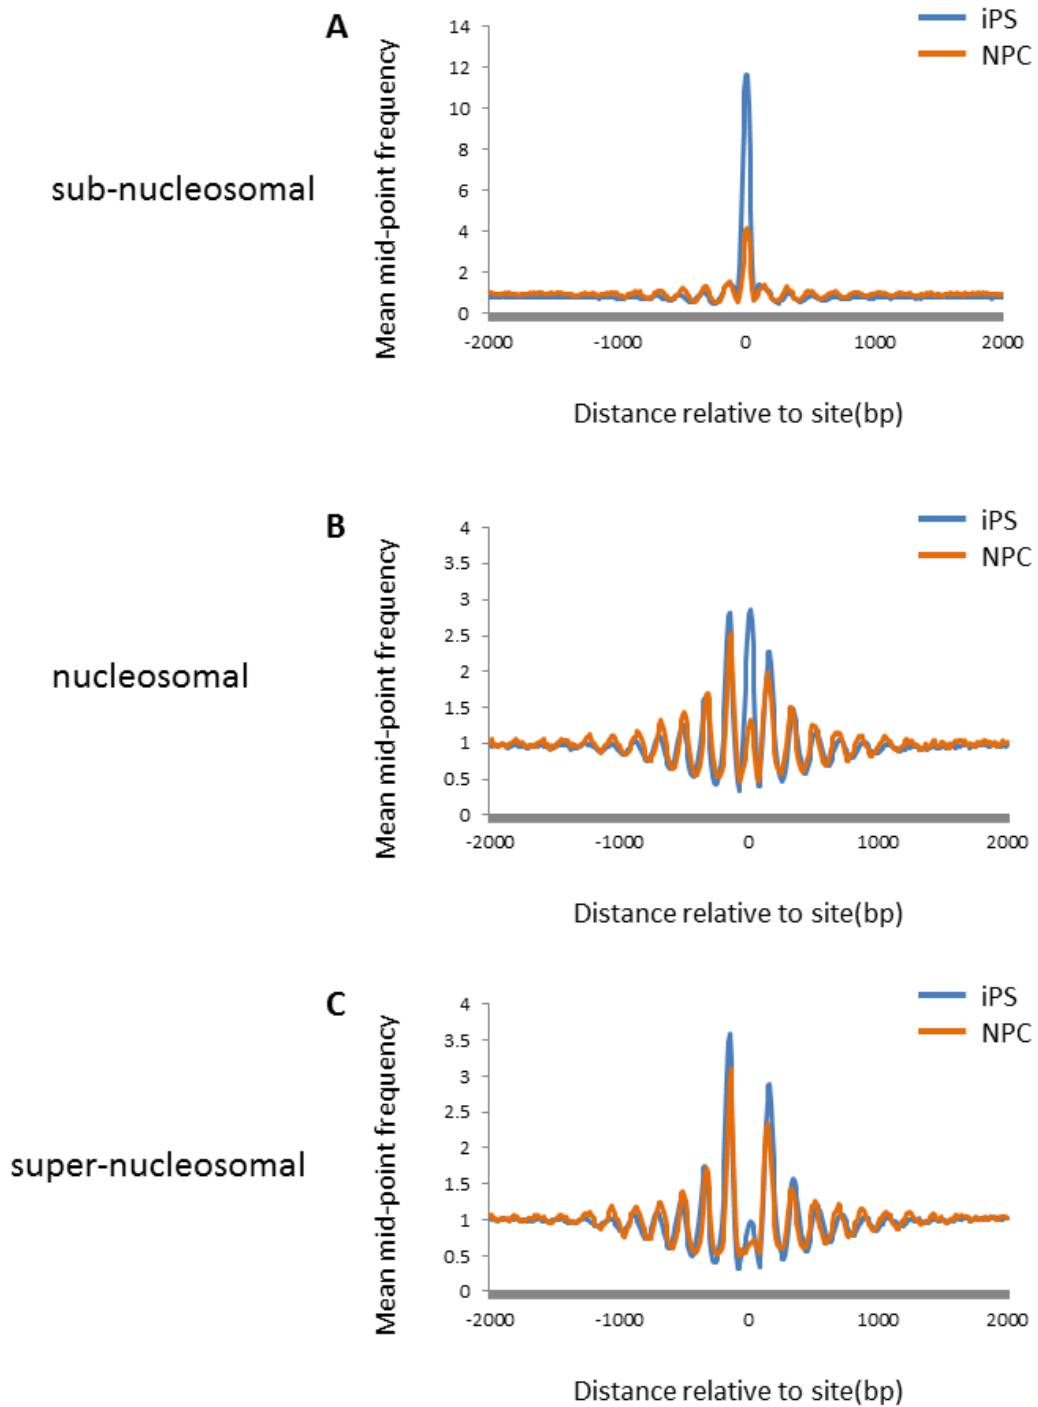 A
iPS
NPC
sub-nucleosomal
Mean mid-point frequency
14
12
10
8
6
4
2
0
-2000
-1000
0
1000
2000
Distance relative to site(bp)
B
iPS
NPC
nucleosomal
Mean mid-point frequency
4
3.5
3
2.5
2
1.5
1
0.5
0
-2000
-1000
0
1000
2000
Distance relative to site(bp)
C
iPS
NPC
super-nucleosomal
Mean mid-point frequency
4
3.5
3
2.5
2
1.5
1
0.5
0
-2000
-1000
0
1000
2000
Distance relative to site(bp)